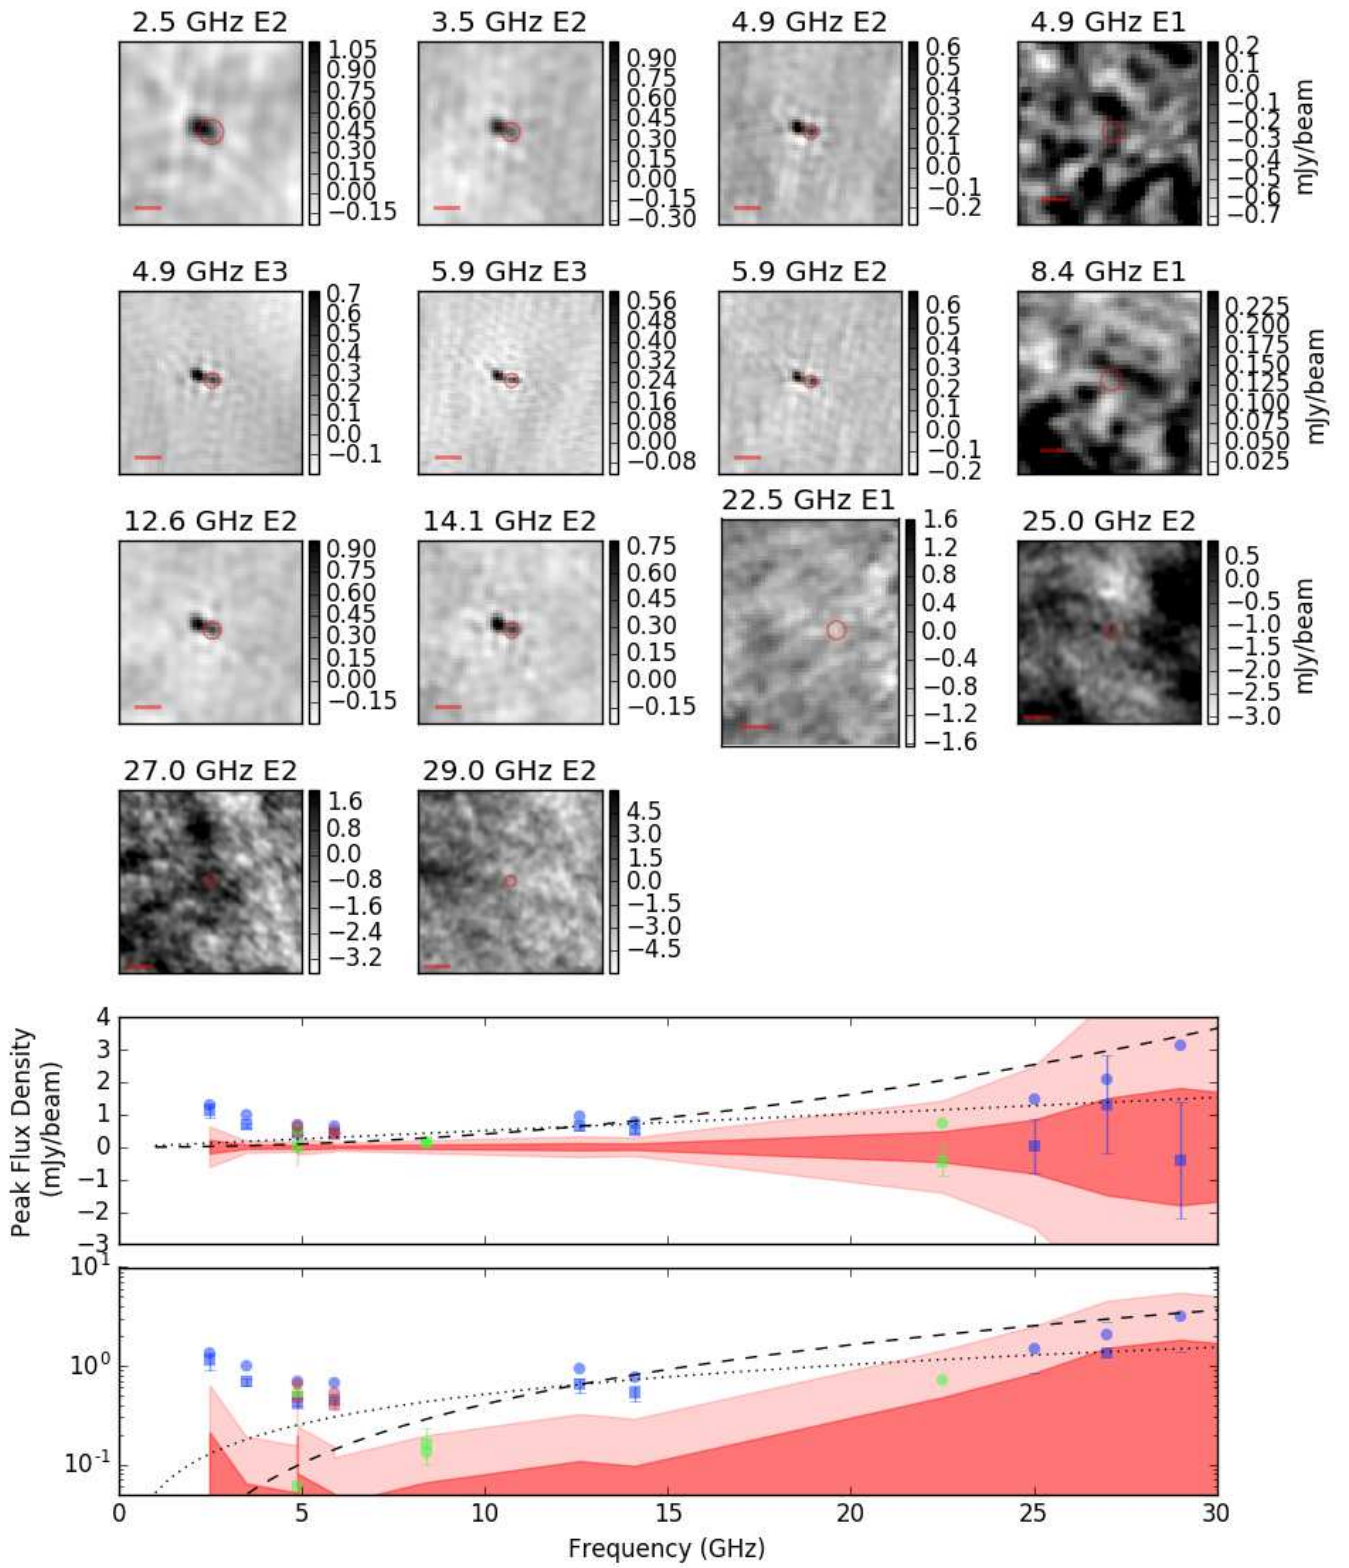 2.5 GHz E2 3.5 GHz E2 4.9 GHz E2 4.9 GHz E1
1.05 0.90 0.75 0.60 0.45 0.30 0.15 0.00 −0.15
0.90 0.75 0.60 0.45 0.30 0.15 0.00 −0.15 −0.30
0.6 0.5 0.4 0.3 0.2 0.1 0.0 −0.1 −0.2
0.2 0.1 0.0 −0.1 −0.2 −0.3 −0.4 −0.5 −0.6 −0.7
mJy/beam
4.9 GHz E3 5.9 GHz E3 5.9 GHz E2 8.4 GHz E1
0.7 0.6 0.5 0.4 0.3 0.2 0.1 0.0 −0.1
0.56 0.48 0.40 0.32 0.24 0.16 0.08 0.00 −0.08
0.6 0.5 0.4 0.3 0.2 0.1 0.0 −0.1 −0.2
0.225 0.200 0.175 0.150 0.125 0.100 0.075 0.050 0.025
mJy/beam
12.6 GHz E2 14.1 GHz E2 22.5 GHz E1 25.0 GHz E2
0.90 0.75 0.60 0.45 0.30 0.15 0.00 −0.15
0.75 0.60 0.45 0.30 0.15 0.00 −0.15
1.6 1.2 0.8 0.4 0.0 −0.4 −0.8 −1.2 −1.6
0.5 0.0 −0.5 −1.0 −1.5 −2.0 −2.5 −3.0
mJy/beam
27.0 GHz E2 29.0 GHz E2
1.6 0.8 0.0 −0.8 −1.6 −2.4 −3.2
4.5 3.0 1.5 0.0 −1.5 −3.0 −4.5
Peak Flux Density
(mJy/beam)
4
3
2
1
0
−1
−2
−3
10^1
10^0
10^-1
0 5 10 15 20 25 30
Frequency (GHz)